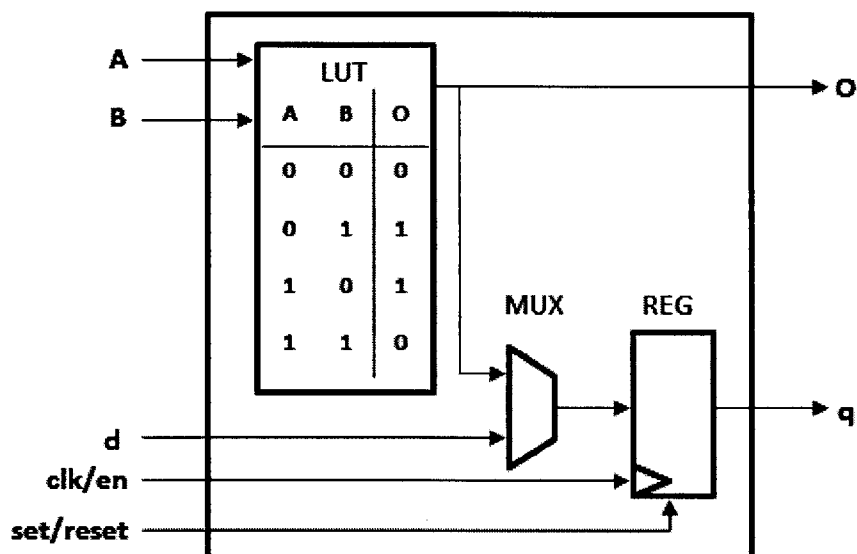 A
B
LUT
A B O
0 0 0
0 1 1
1 0 1
1 1 0
O
MUX
REG
d
q
clk/en
set/reset